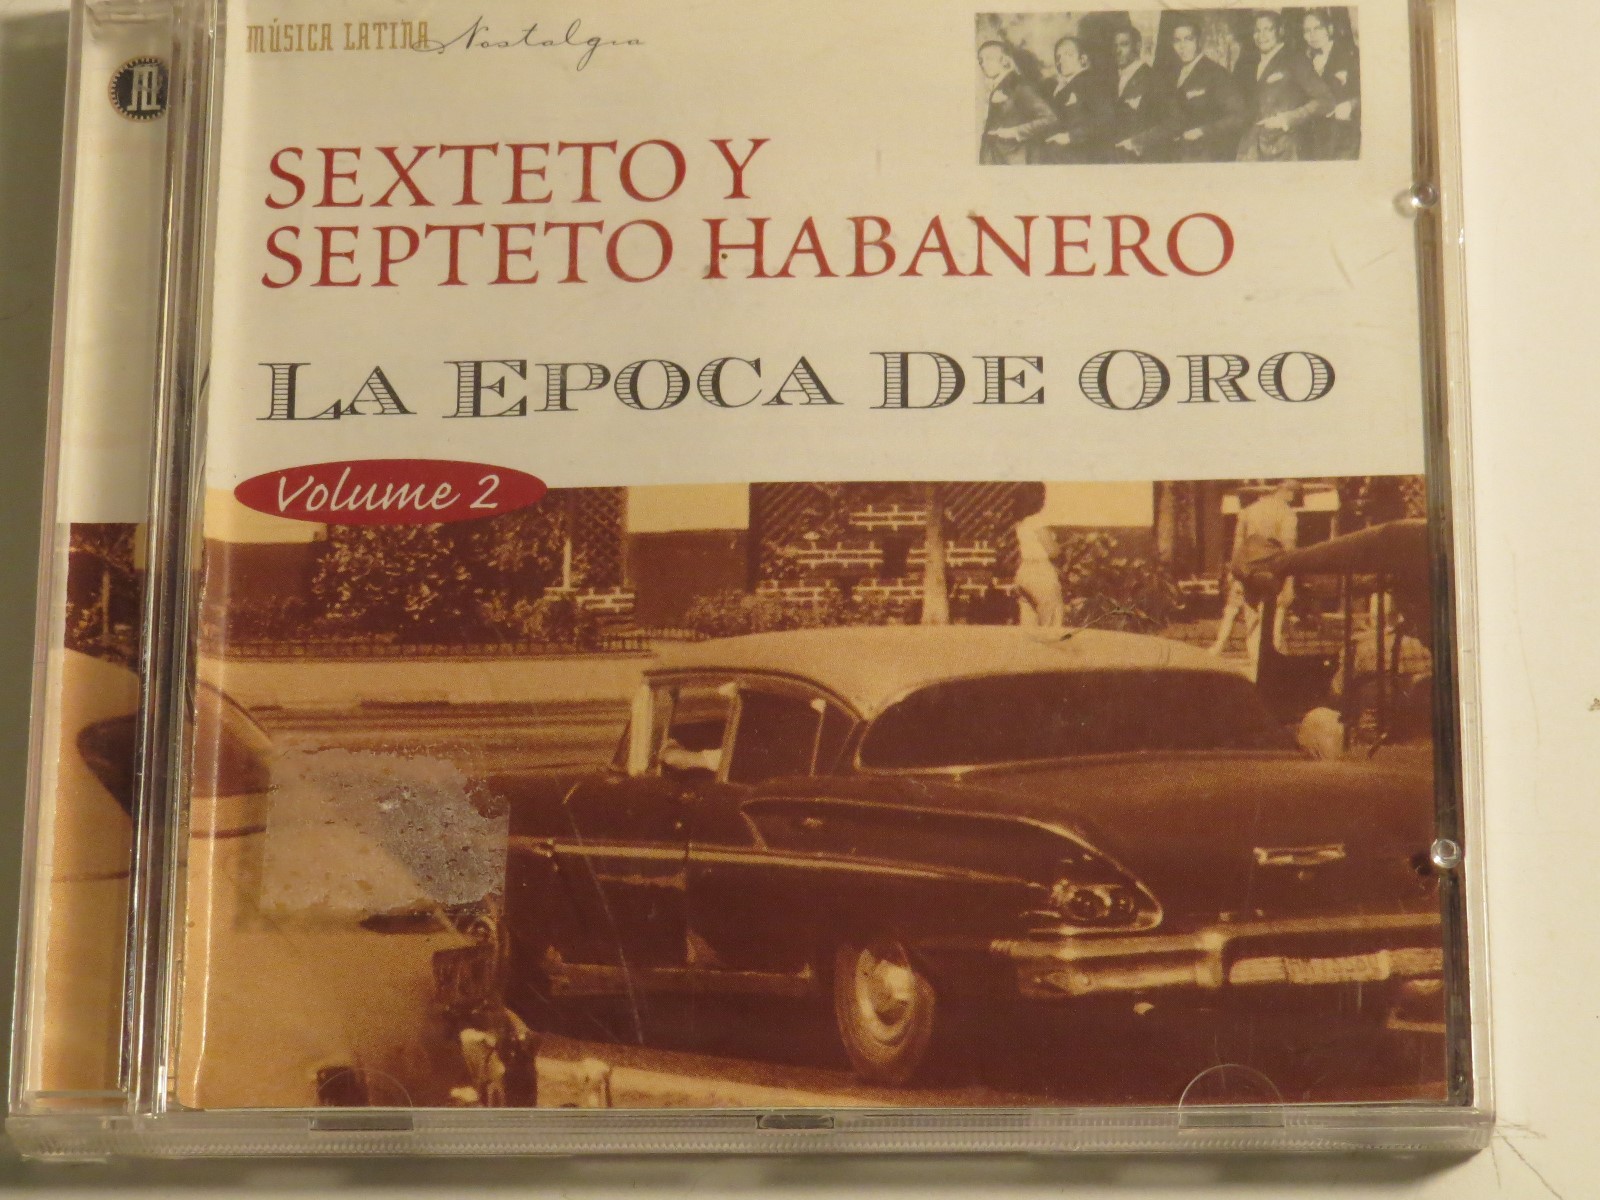 MÚSICA LATINA Nostalgia
SEXTETO Y
SEPTETO HABANERO
LA EPOCA DE ORO
Volume 2